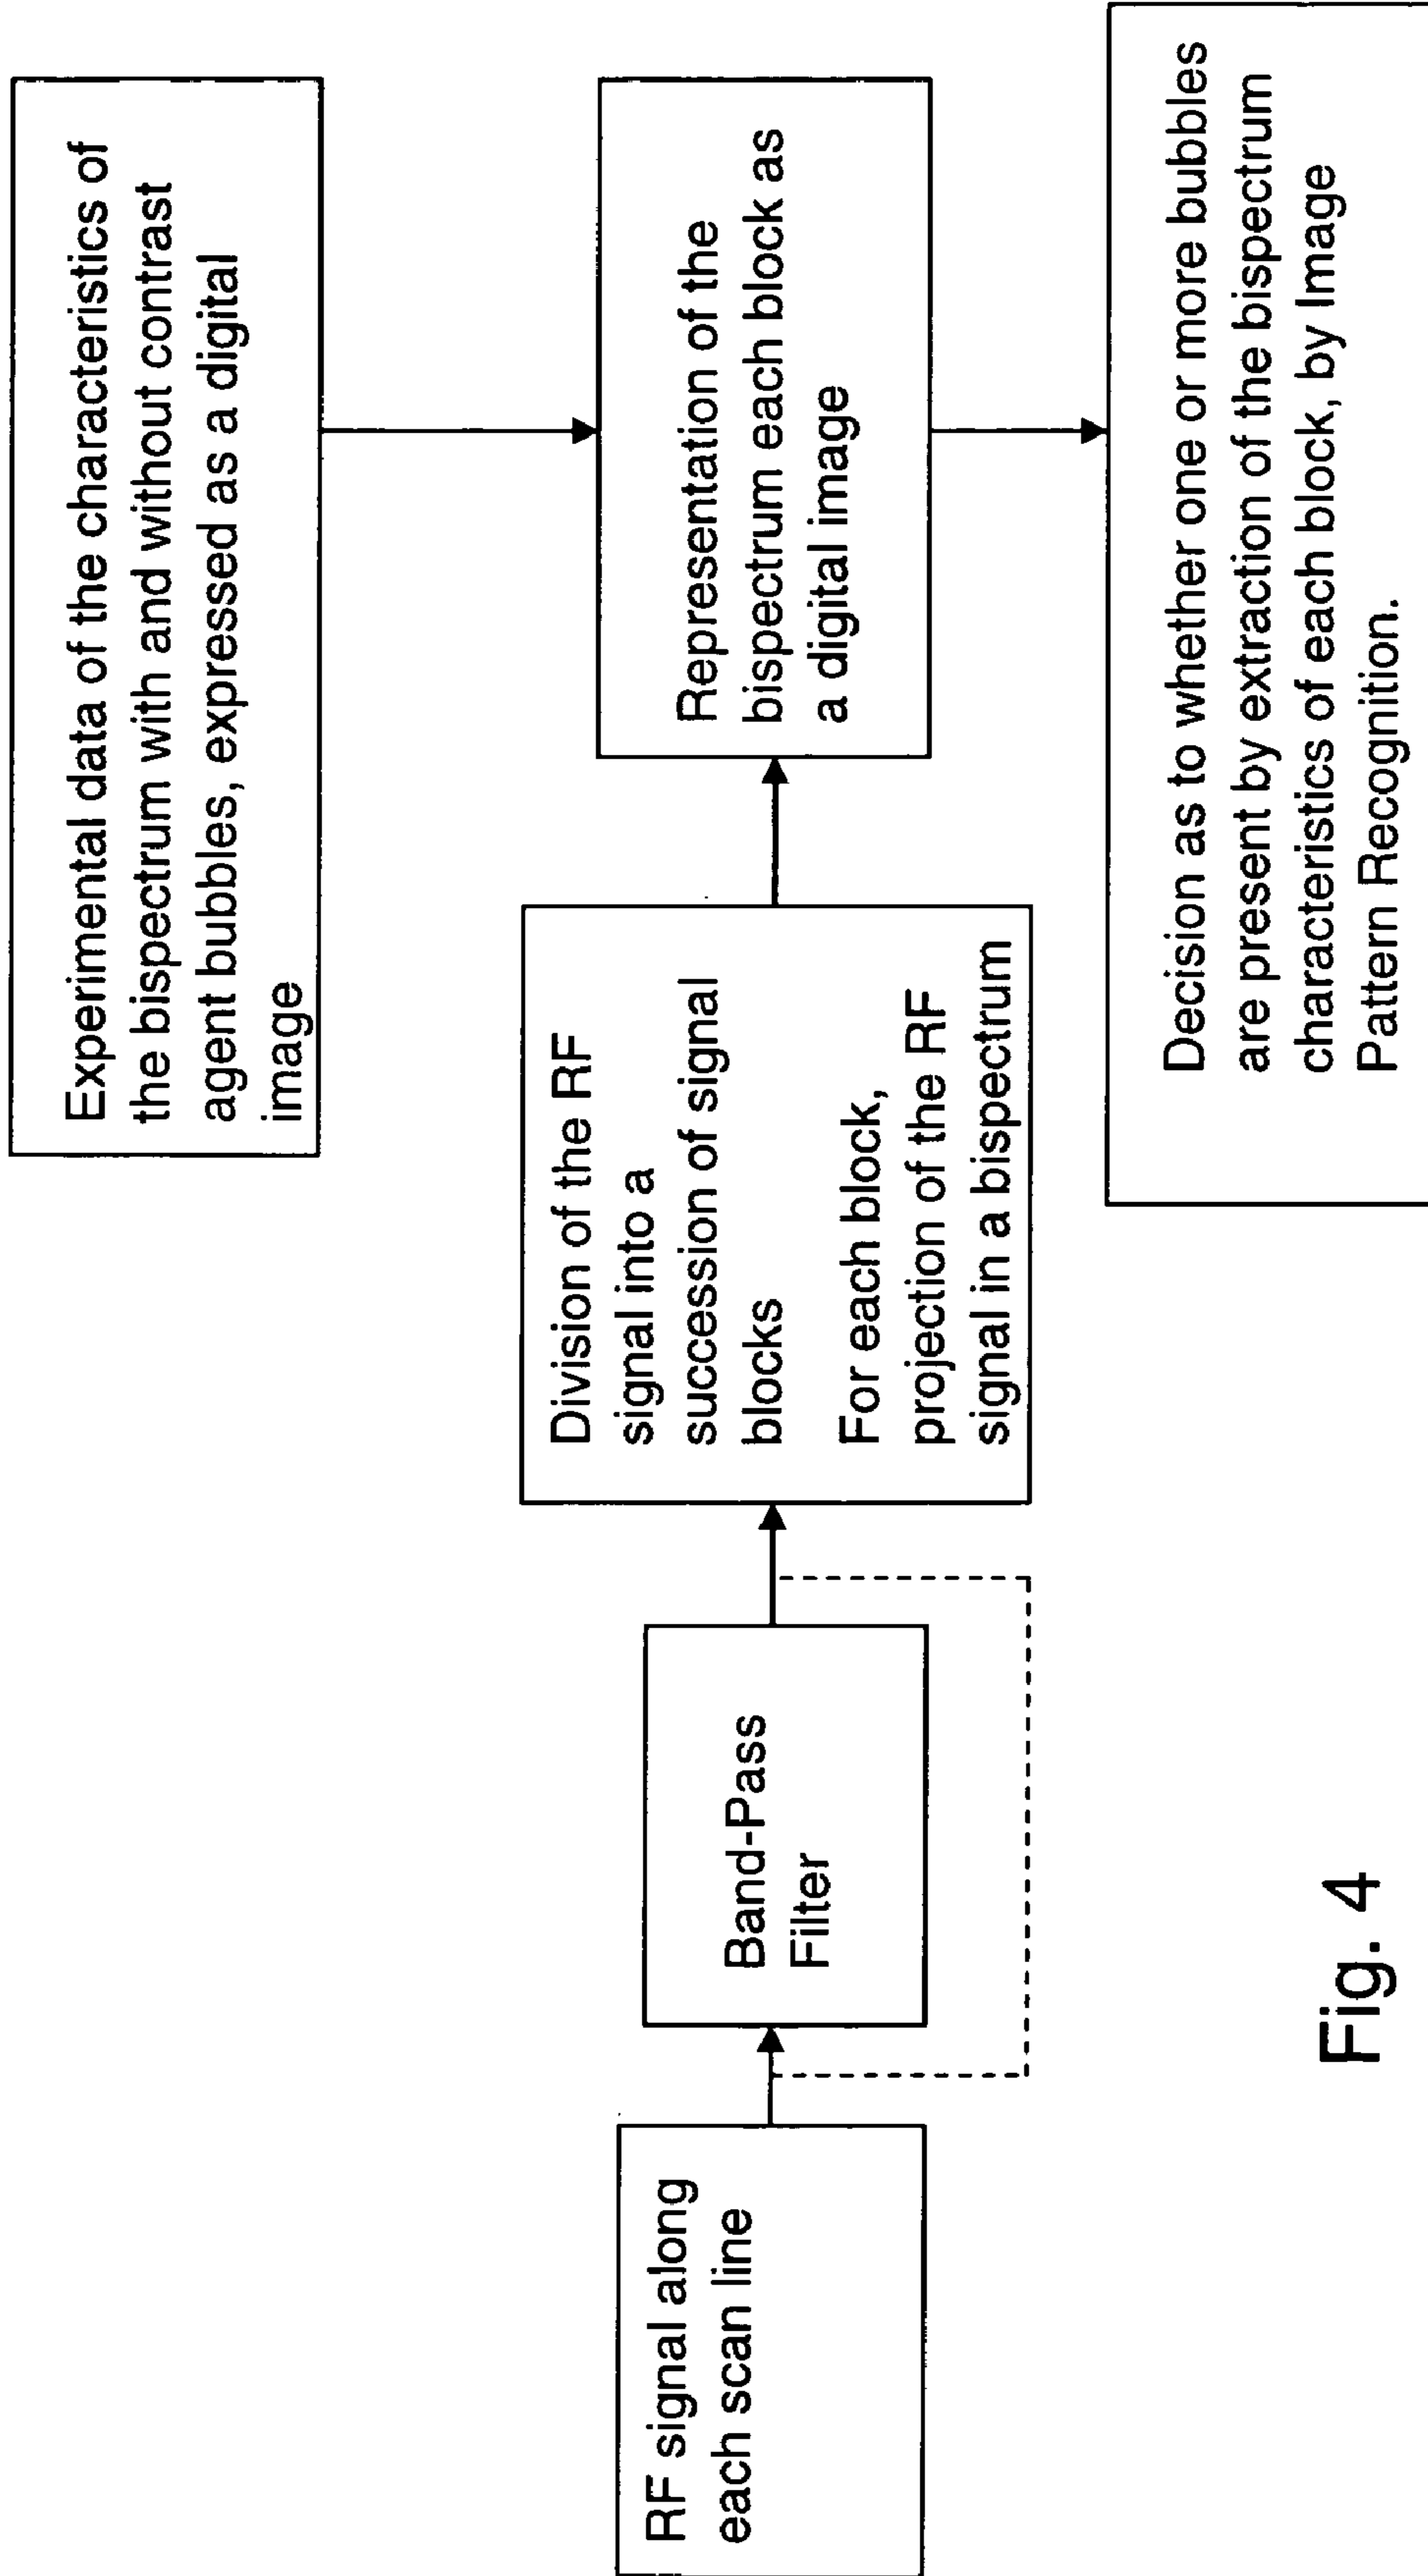 Experimental data of the characteristics of
the bispectrum with and without contrast
agent bubbles, expressed as a digital
image
RF signal along
each scan line
Band-Pass
Filter
Division of the RF
signal into a
succession of signal
blocks
For each block,
projection of the RF
signal in a bispectrum
Representation of the
bispectrum each block as
a digital image
Decision as to whether one or more bubbles
are present by extraction of the bispectrum
characteristics of each block, by Image
Pattern Recognition.
Fig. 4